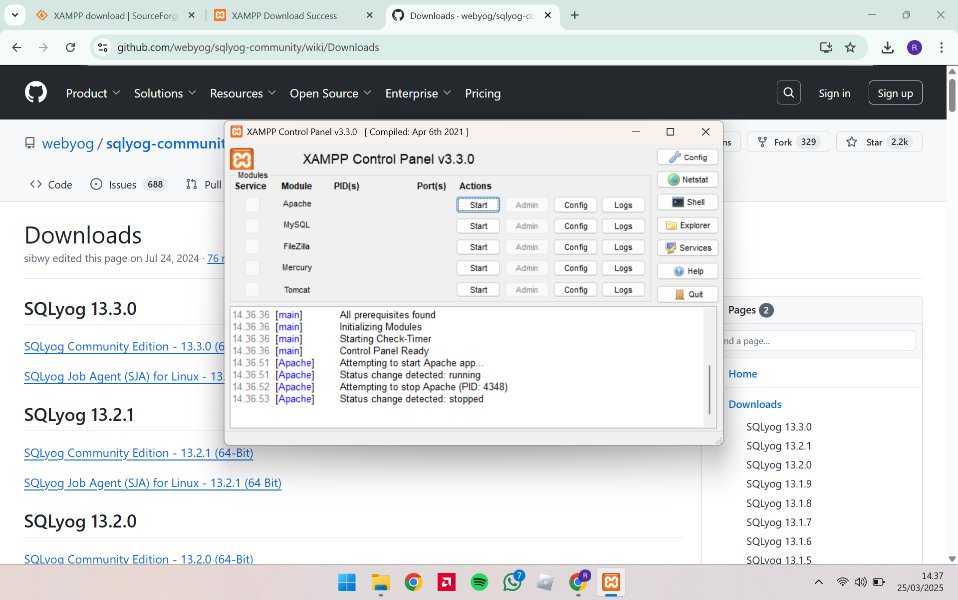 XAMPP download | SourceForg
XAMPP Download Success
Downloads · webyog/sqlyog-co
github.com/webyog/sqlyog-community/wiki/Downloads
R
Product
Solutions
Resources
Open Source
Enterprise
Pricing
Sign in
Sign up
webyog / sqlyog-communit
ns
Fork 329
Star 2.2k
Code
Issues 688
Pull
Downloads
sibwy edited this page on Jul 24, 2024 · 76 r
SQLyog 13.3.0
SQLyog Community Edition - 13.3.0 (6
SQLyog Job Agent (SJA) for Linux - 13.
SQLyog 13.2.1
SQLyog Community Edition - 13.2.1 (64-Bit)
SQLyog Job Agent (SJA) for Linux - 13.2.1 (64 Bit)
SQLyog 13.2.0
SQLyog Community Edition - 13.2.0 (64-Bit)
XAMPP Control Panel v3.3.0 [ Compiled: Apr 6th 2021 ]
XAMPP Control Panel v3.3.0
Modules
Service Module PID(s) Port(s) Actions
Apache Start Admin Config Logs
MySQL Start Admin Config Logs
FileZilla Start Admin Config Logs
Mercury Start Admin Config Logs
Tomcat Start Admin Config Logs
Config
Netstat
Shell
Explorer
Services
Help
Quit
14.36.36 [main] All prerequisites found
14.36.36 [main] Initializing Modules
14.36.36 [main] Starting Check-Timer
14.36.36 [main] Control Panel Ready
14.36.51 [Apache] Attempting to start Apache app...
14.36.51 [Apache] Status change detected: running
14.36.52 [Apache] Attempting to stop Apache (PID: 4348)
14.36.53 [Apache] Status change detected: stopped
Pages 2
nd a page...
Home
Downloads
SQLyog 13.3.0
SQLyog 13.2.1
SQLyog 13.2.0
SQLyog 13.1.9
SQLyog 13.1.8
SQLyog 13.1.7
SQLyog 13.1.6
SQLyog 13.1.5
7
R
14.37
25/03/2025